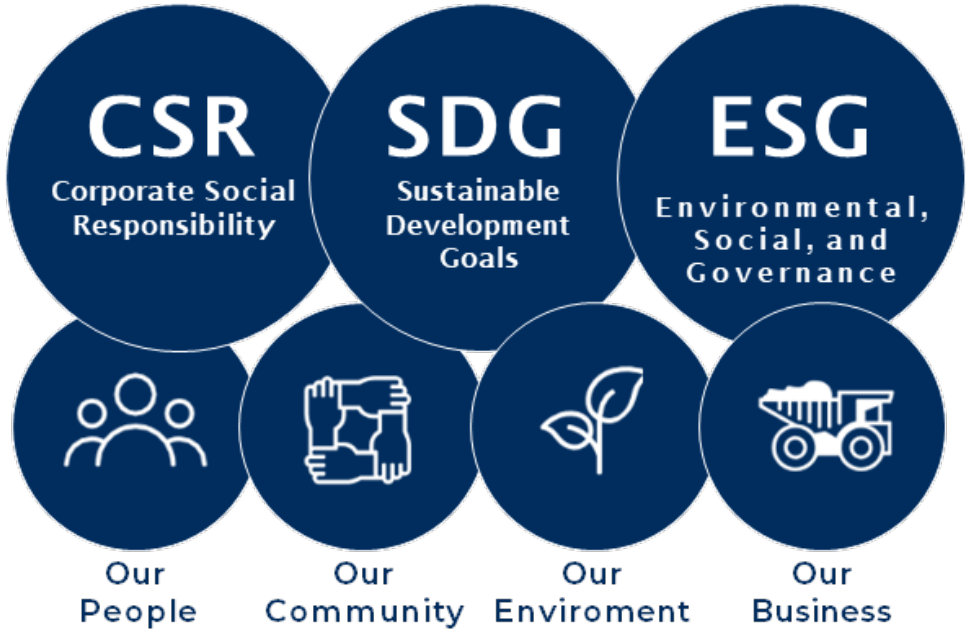 CSR
Corporate Social
Responsibility
SDG
Sustainable
Development
Goals
ESG
Environmental,
Social, and
Governance
Our
People
Our
Community
Our
Enviroment
Our
Business